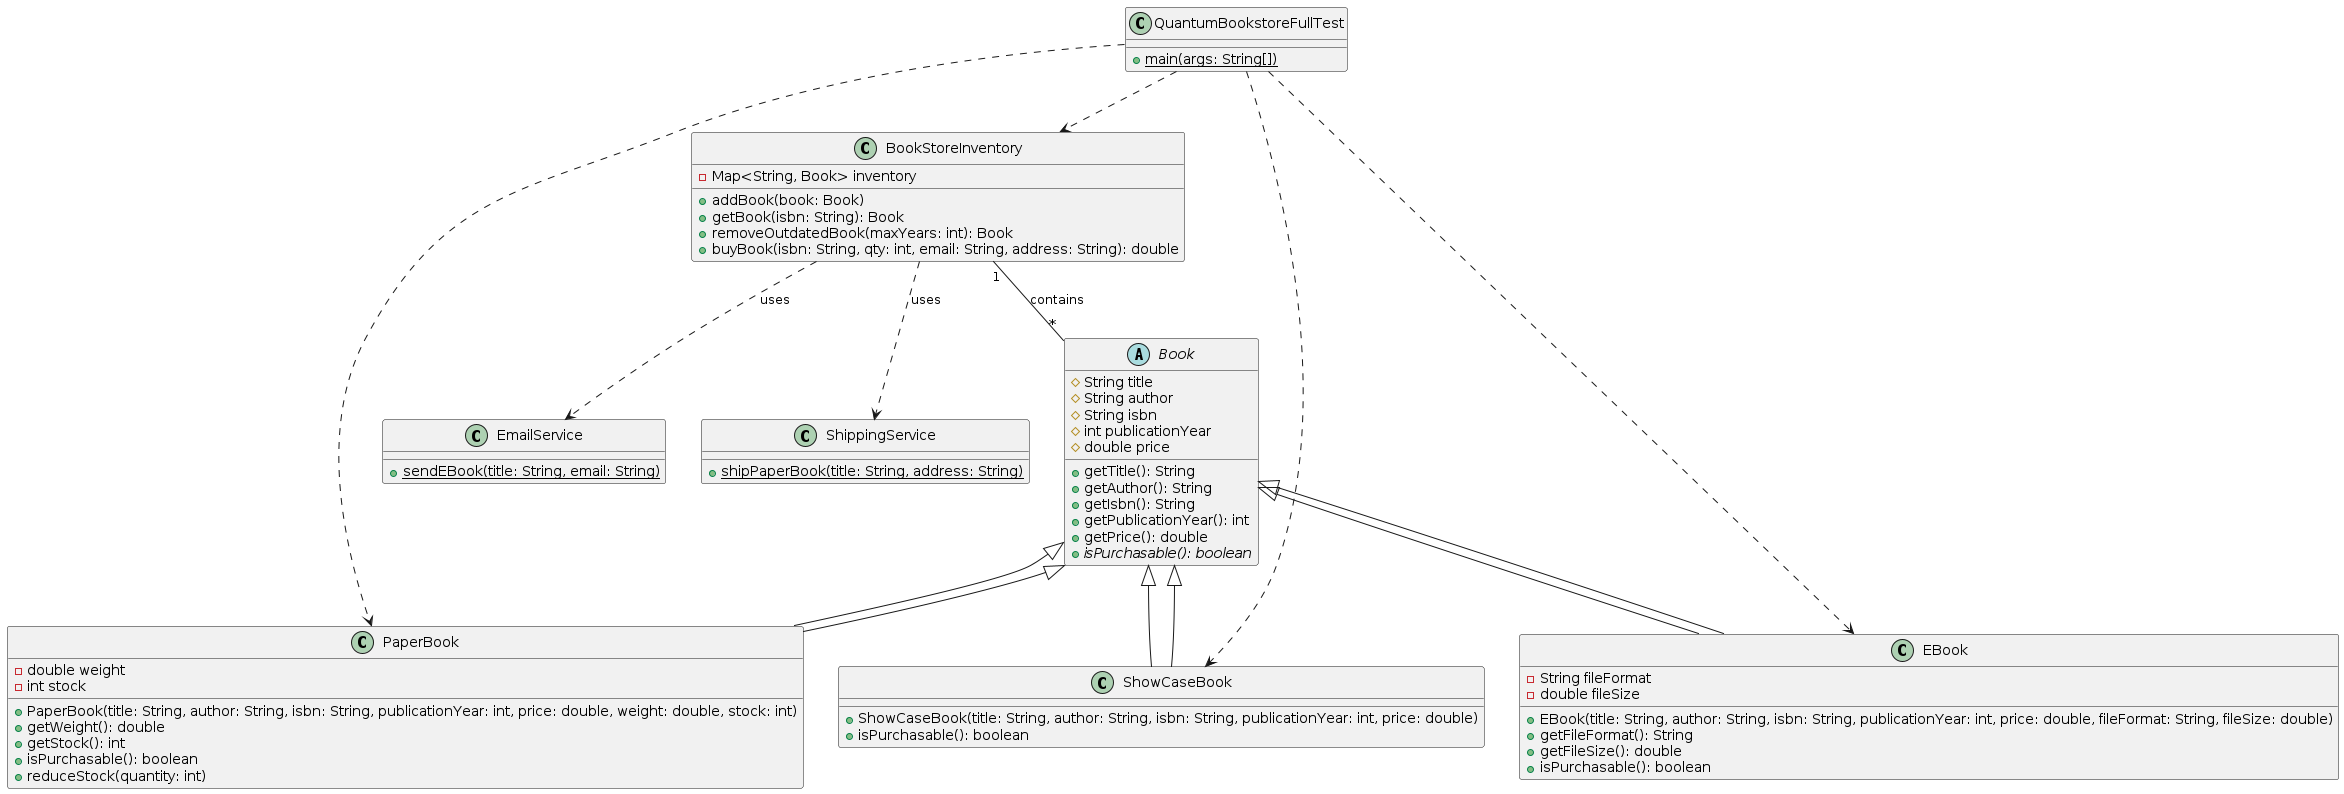 C QuantumBookstoreFullTest
main(args: String[])
C BookStoreInventory
Map<String, Book> inventory
addBook(book: Book)
getBook(isbn: String): Book
removeOutdatedBook(maxYears: int): Book
buyBook(isbn: String, qty: int, email: String, address: String): double
1
uses
uses
contains
*
C EmailService
sendEBook(title: String, email: String)
C ShippingService
shipPaperBook(title: String, address: String)
A Book
String title
String author
String isbn
int publicationYear
double price
getTitle(): String
getAuthor(): String
getIsbn(): String
getPublicationYear(): int
getPrice(): double
isPurchasable(): boolean
C PaperBook
double weight
int stock
PaperBook(title: String, author: String, isbn: String, publicationYear: int, price: double, weight: double, stock: int)
getWeight(): double
getStock(): int
isPurchasable(): boolean
reduceStock(quantity: int)
C ShowCaseBook
ShowCaseBook(title: String, author: String, isbn: String, publicationYear: int, price: double)
isPurchasable(): boolean
C EBook
String fileFormat
double fileSize
EBook(title: String, author: String, isbn: String, publicationYear: int, price: double, fileFormat: String, fileSize: double)
getFileFormat(): String
getFileSize(): double
isPurchasable(): boolean